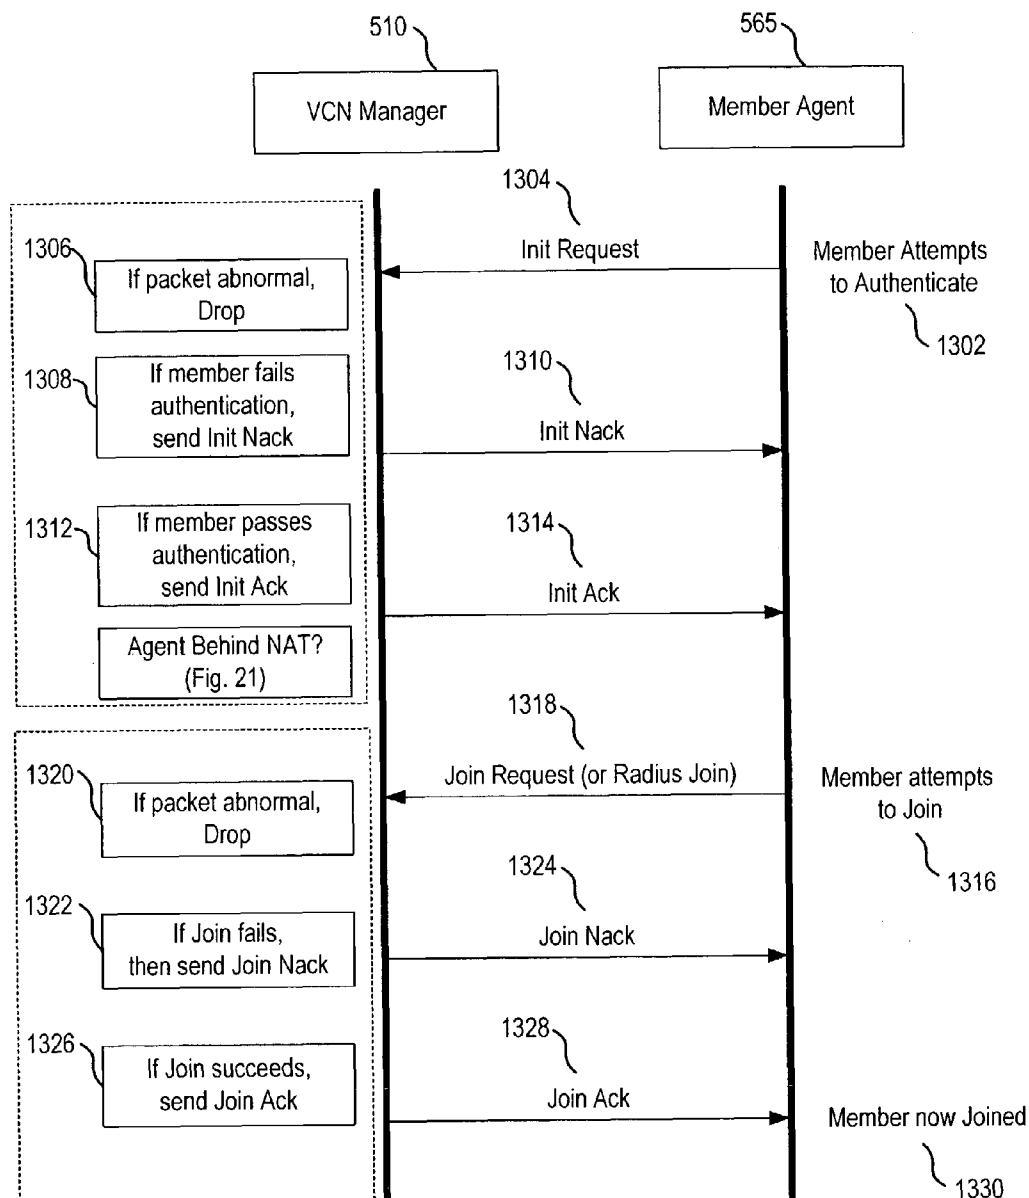 510
565
VCN Manager
Member Agent
1304
Init Request
1306
If packet abnormal,
Drop
Member Attempts
to Authenticate
1302
1308
If member fails
authentication,
send Init Nack
1310
Init Nack
1312
If member passes
authentication,
send Init Ack
1314
Init Ack
Agent Behind NAT?
(Fig. 21)
1318
Join Request (or Radius Join)
1320
If packet abnormal,
Drop
Member attempts
to Join
1316
1322
If Join fails,
then send Join Nack
1324
Join Nack
1326
If Join succeeds,
send Join Ack
1328
Join Ack
Member now Joined
1330